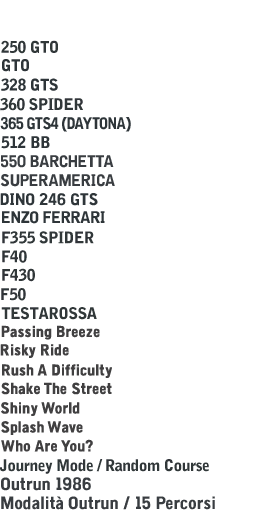 250 GTO
GTO
328 GTS
360 SPIDER
365 GTS4 (DAYTONA)
512 BB
550 BARCHETTA
SUPERAMERICA
DINO 246 GTS
ENZO FERRARI
F355 SPIDER
F40
F430
F50
TESTAROSSA
Passing Breeze
Risky Ride
Rush A Difficulty
Shake The Street
Shiny World
Splash Wave
Who Are You?
Journey Mode / Random Course
Outrun 1986
Modalità Outrun / 15 Percorsi